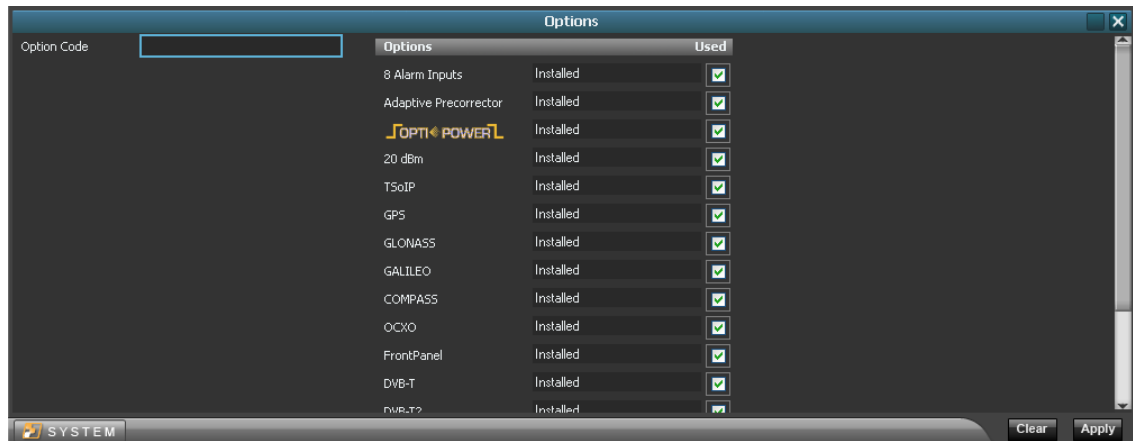 Options
Option Code
Options Used
8 Alarm Inputs Installed
Adaptive Precorrector Installed
OPTI POWER Installed
20 dBm Installed
TSoIP Installed
GPS Installed
GLONASS Installed
GALILEO Installed
COMPASS Installed
OCXO Installed
FrontPanel Installed
DVB-T Installed
DVB-T2 Installed
SYSTEM Clear Apply